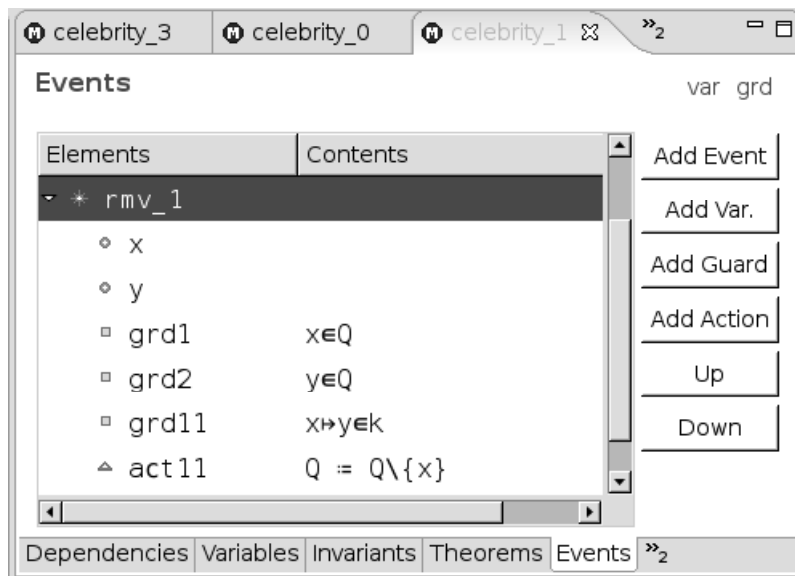 celebrity_3 celebrity_0 celebrity_1 »2
Events var grd
Elements Contents Add Event
rmv_1 Add Var.
x
y Add Guard
grd1 x∈Q Add Action
grd2 y∈Q Up
grd11 x↦y∈k Down
act11 Q ≔ Q\{x}
Dependencies Variables Invariants Theorems Events »2